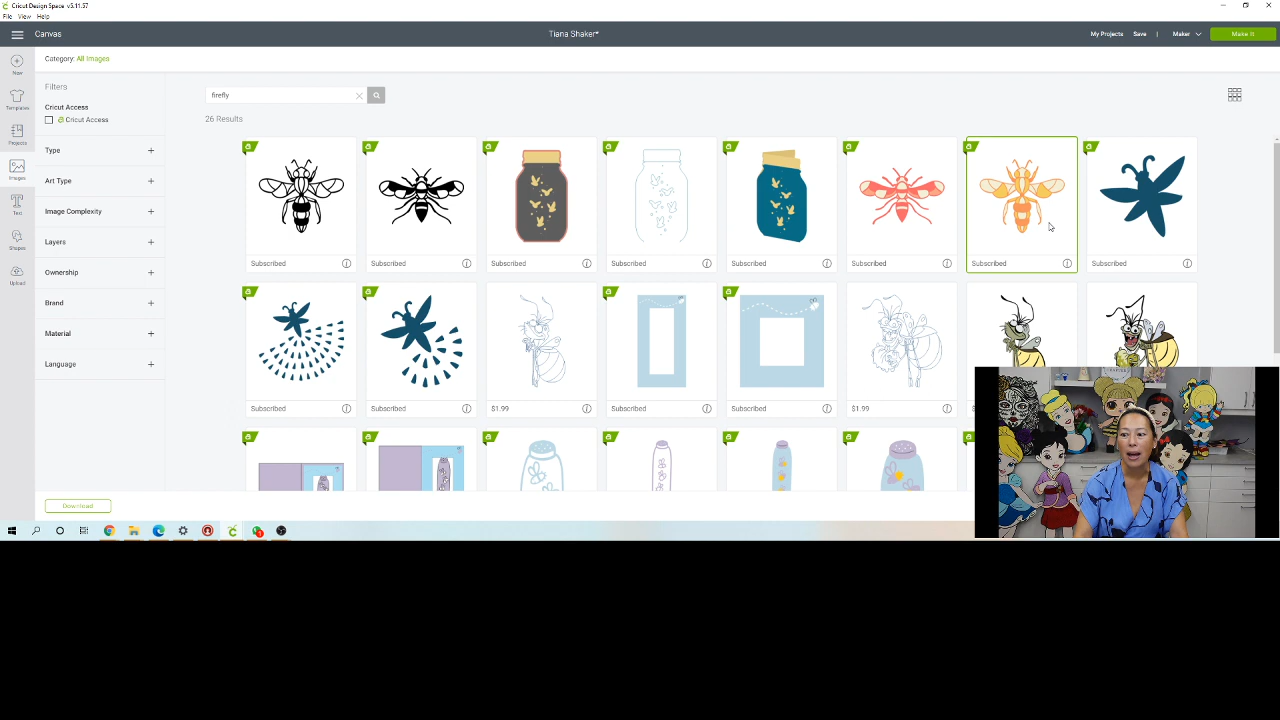 Cricut Design Space v5.11.57
File View Help
Canvas
Tiana Shaker*
My Projects Save | Maker Make It
New
Templates
Projects
Images
Text
Shapes
Upload
Category: All Images
Filters
Cricut Access
Cricut Access
Type +
Art Type +
Image Complexity +
Layers +
Ownership +
Brand +
Material +
Language +
firefly
26 Results
Subscribed Subscribed Subscribed Subscribed Subscribed Subscribed Subscribed Subscribed
Subscribed Subscribed $1.99 Subscribed Subscribed $1.99
Download